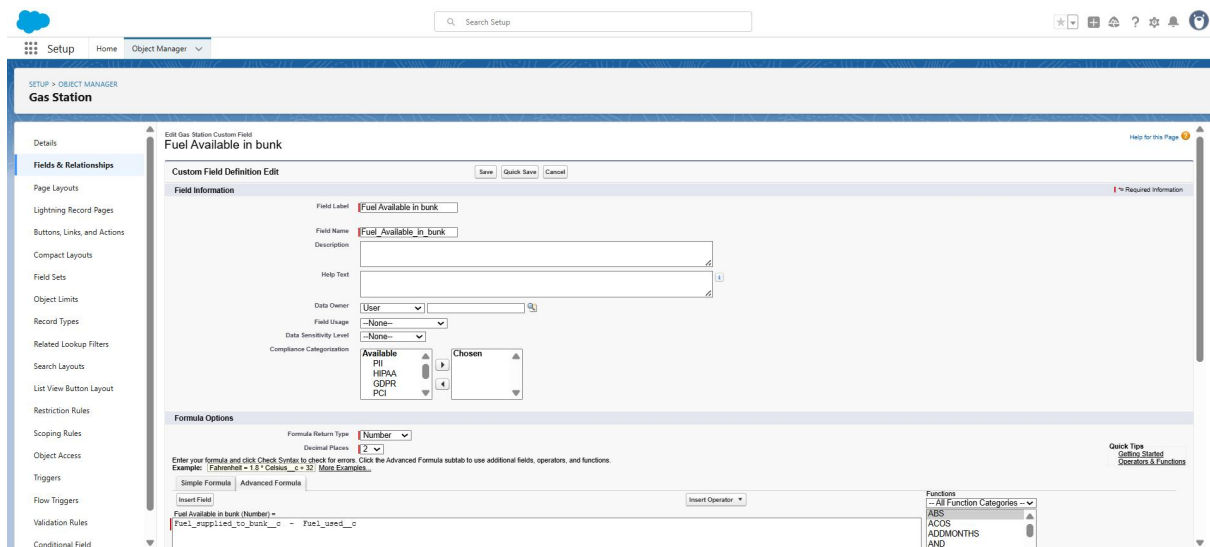 Search Setup
Setup
Home
Object Manager
SETUP > OBJECT MANAGER
Gas Station
Details
Fields & Relationships
Page Layouts
Lightning Record Pages
Buttons, Links, and Actions
Compact Layouts
Field Sets
Object Limits
Record Types
Related Lookup Filters
Search Layouts
List View Button Layout
Restriction Rules
Scoping Rules
Object Access
Triggers
Flow Triggers
Validation Rules
Conditional Field
Edit Gas Station Custom Field
Fuel Available in bunk
Help for this Page
Custom Field Definition Edit
Save Quick Save Cancel
Field Information
= Required Information
Field Label Fuel Available in bunk
Field Name Fuel_Available_in_bunk
Description
Help Text
i
Data Owner User
Field Usage --None--
Data Sensitivity Level --None--
Compliance Categorization
Available Chosen
PII
HIPAA
GDPR
PCI
Formula Options
Formula Return Type Number
Decimal Places 2
Enter your formula and click Check Syntax to check for errors. Click the Advanced Formula subtab to use additional fields, operators, and functions.
Example: Fahrenheit = 1.8 * Celsius__c + 32 More Examples...
Quick Tips
Getting Started
Operators & Functions
Simple Formula Advanced Formula
Insert Field Insert Operator
Functions
-- All Function Categories --
Fuel Available in bunk (Number) =
Fuel_supplied_to_bunk__c - Fuel_used__c
ABS
ACOS
ADDMONTHS
AND